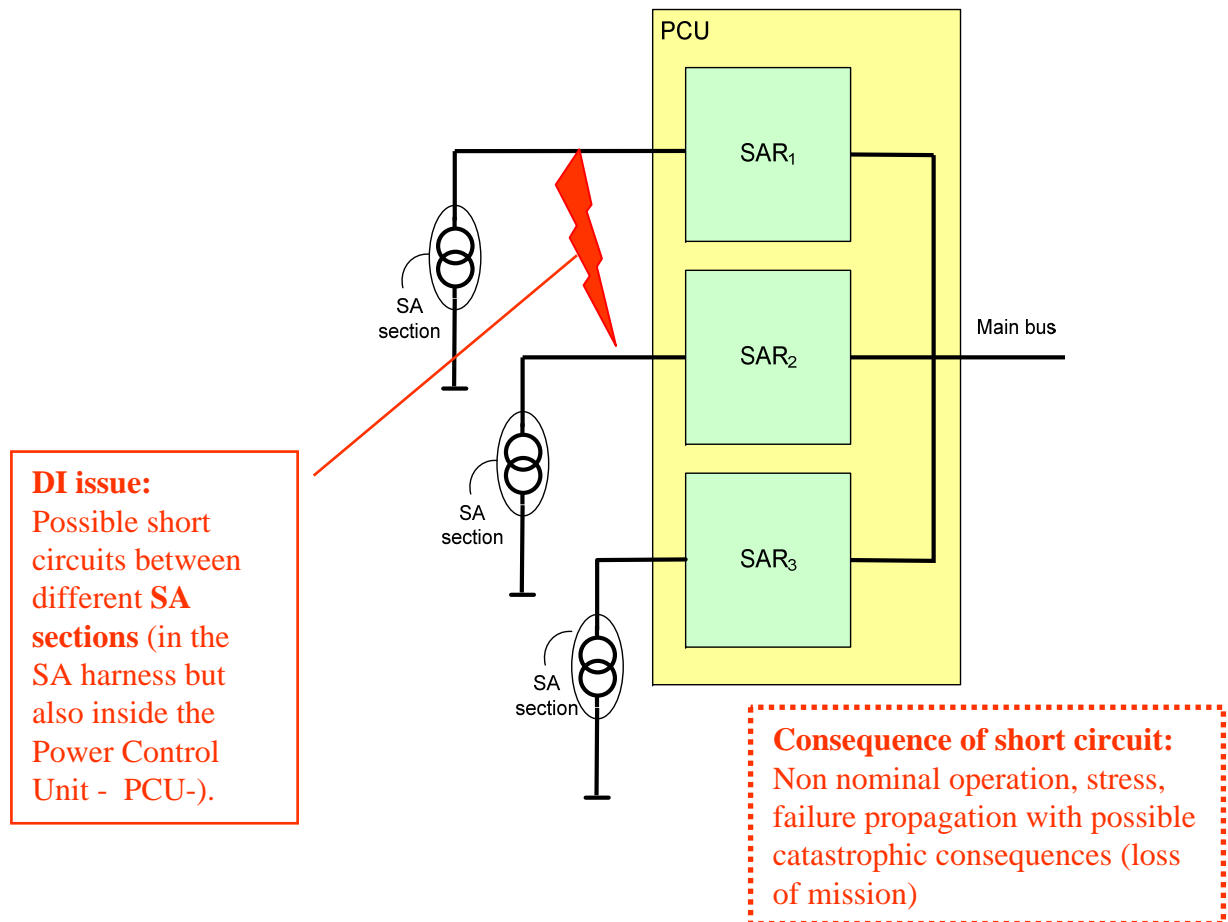 PCU
SAR1
SA
section
SAR2
Main bus
SA
section
SAR3
SA
section
DI issue:
Possible short
circuits between
different SA
sections (in the
SA harness but
also inside the
Power Control
Unit - PCU-).
Consequence of short circuit:
Non nominal operation, stress,
failure propagation with possible
catastrophic consequences (loss
of mission)